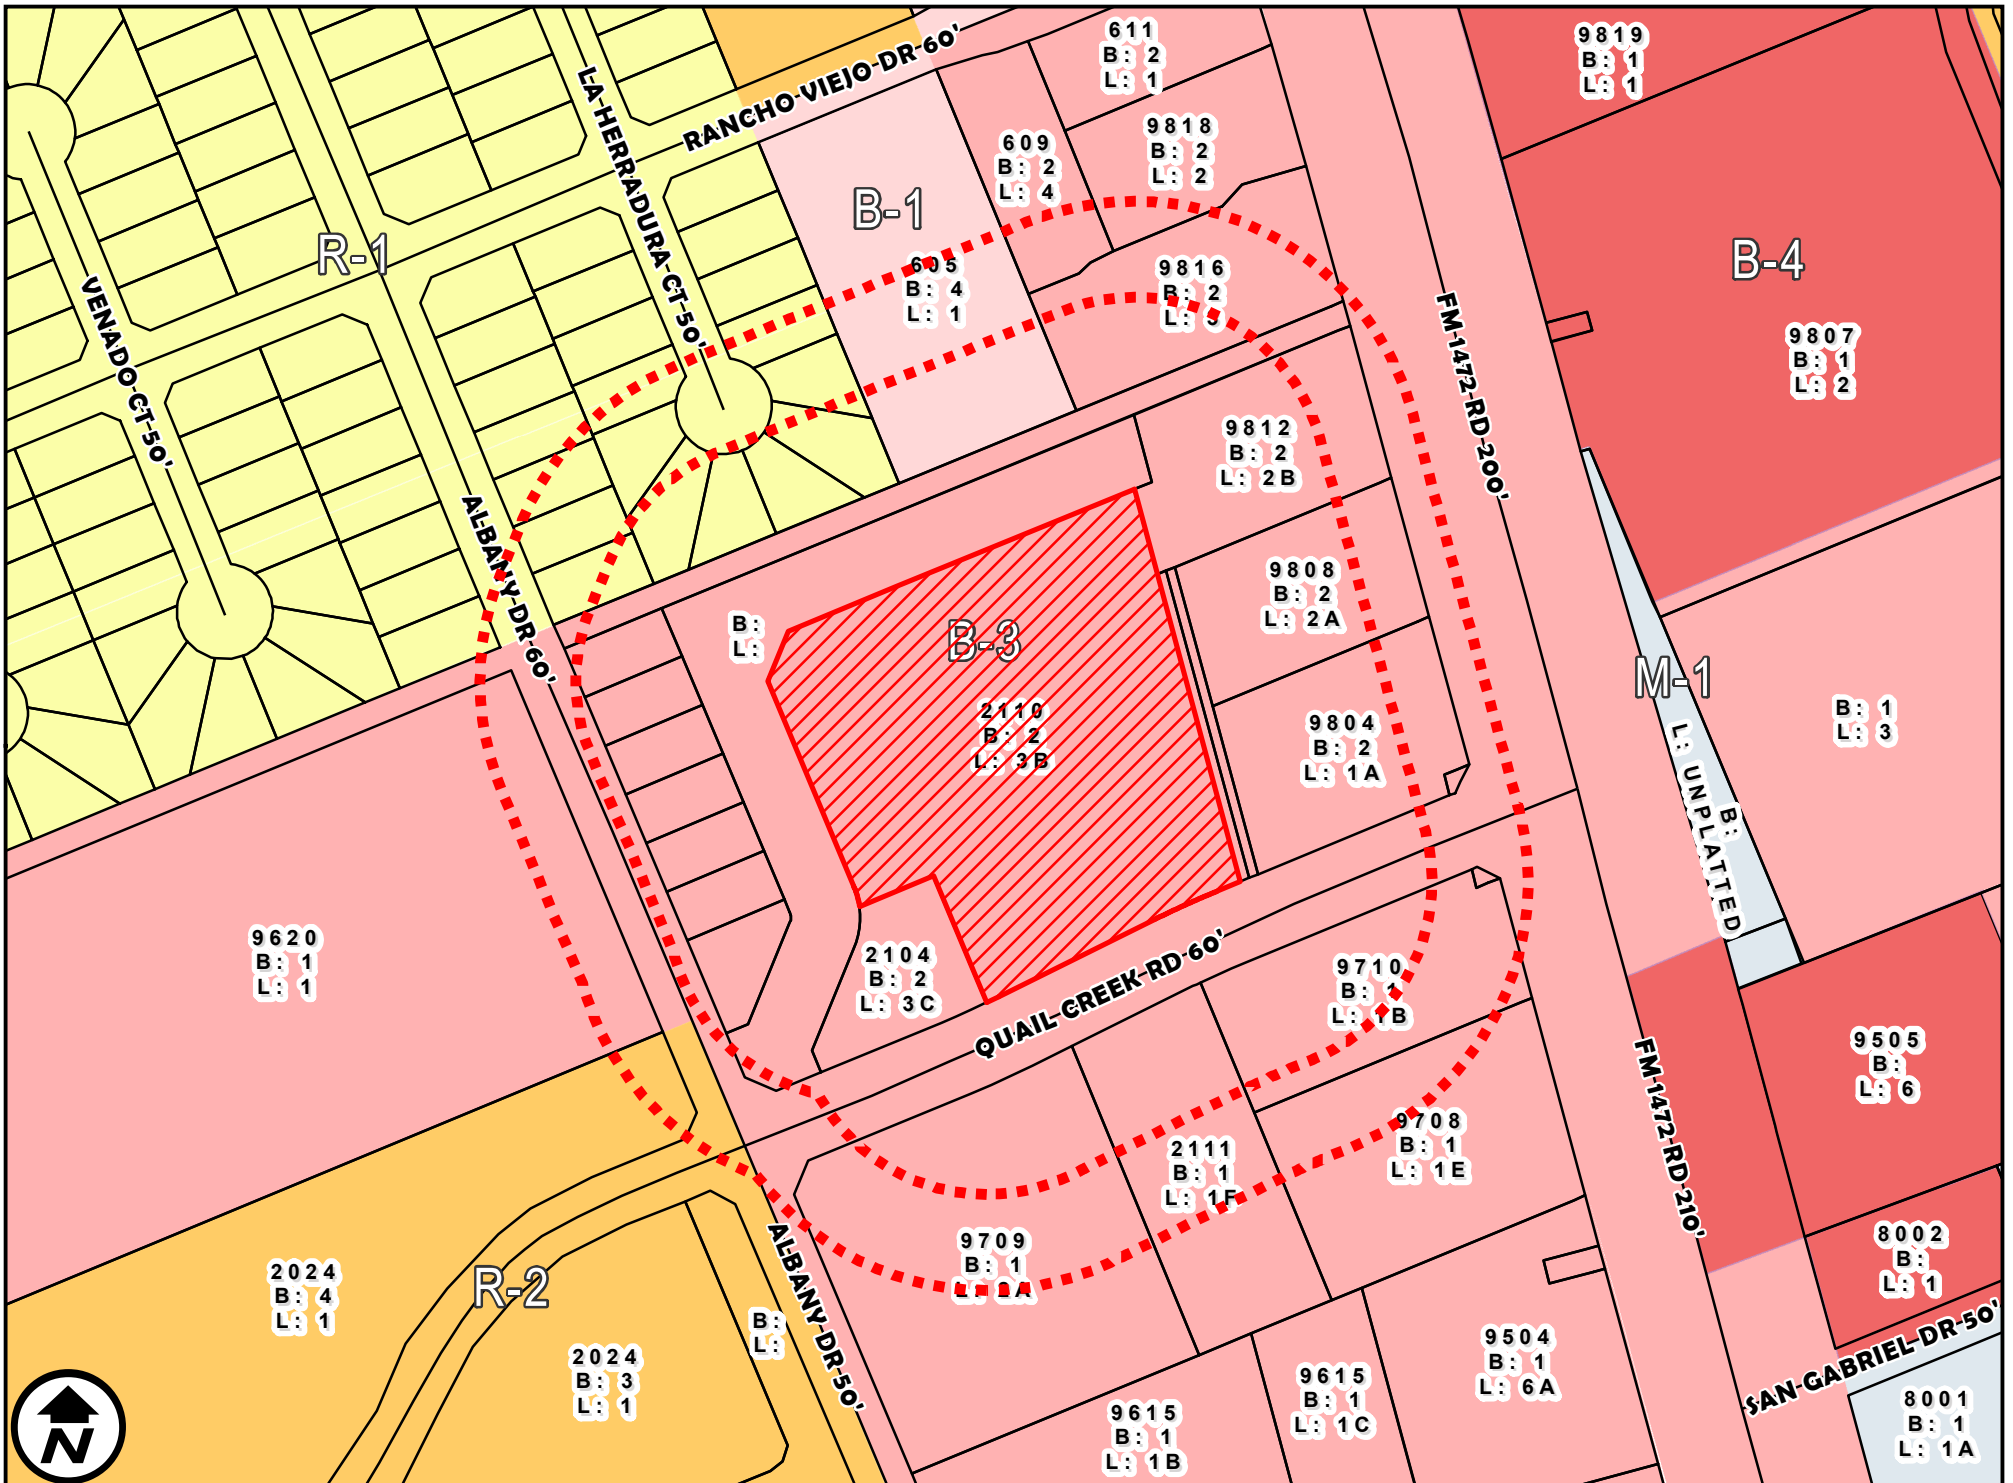 RANCHO VIEJO DR 60'
LA HERRADURA CT 50'
611
B: 2
L: 1
9819
B: 1
L: 1
609
B: 2
L: 4
9818
B: 2
L: 2
B-1
R-1
B-4
605
B: 4
L: 1
9816
B: 2
VENADO CT 50'
FM 1472 RD 200'
9807
B: 1
L: 2
9812
B: 2
L: 2B
ALBANY DR 60'
9808
B: 2
L: 2A
B:
L:
B-3
M-1
2110
B: 2
L: 3B
9804
B: 2
L: 1A
B: 1
L: 3
B:
L: UNPLATTED
9620
B: 1
L: 1
2104
B: 2
L: 3C
QUAIL CREEK RD 60'
9710
B: 1
L: 1B
9505
B:
L: 6
FM 1472 RD 210'
2111
B: 1
L: 1F
9708
B: 1
L: 1E
9709
B: 1
L: 2A
8002
B:
L: 1
2024
B: 4
L: 1
R-2
ALBANY DR 50'
B:
L:
2024
B: 3
L: 1
9504
B: 1
L: 6A
SAN GABRIEL DR 50'
9615
B: 1
L: 1C
9615
B: 1
L: 1B
8001
B: 1
L: 1A
N